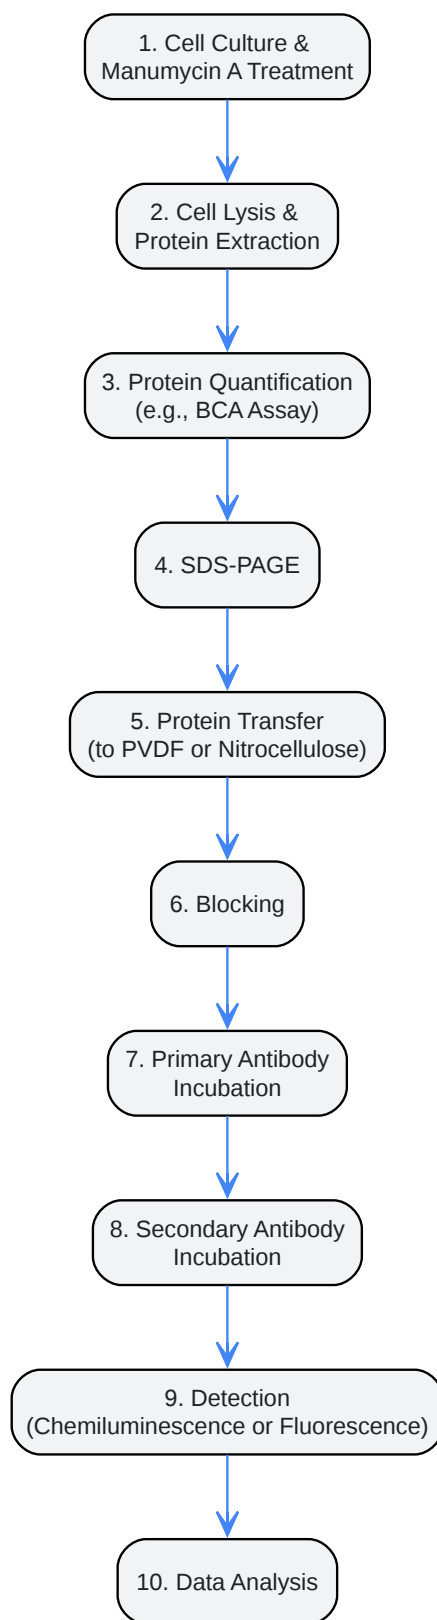 1. Cell Culture &
Manumycin A Treatment
2. Cell Lysis &
Protein Extraction
3. Protein Quantification
(e.g., BCA Assay)
4. SDS-PAGE
5. Protein Transfer
(to PVDF or Nitrocellulose)
6. Blocking
7. Primary Antibody
Incubation
8. Secondary Antibody
Incubation
9. Detection
(Chemiluminescence or Fluorescence)
10. Data Analysis